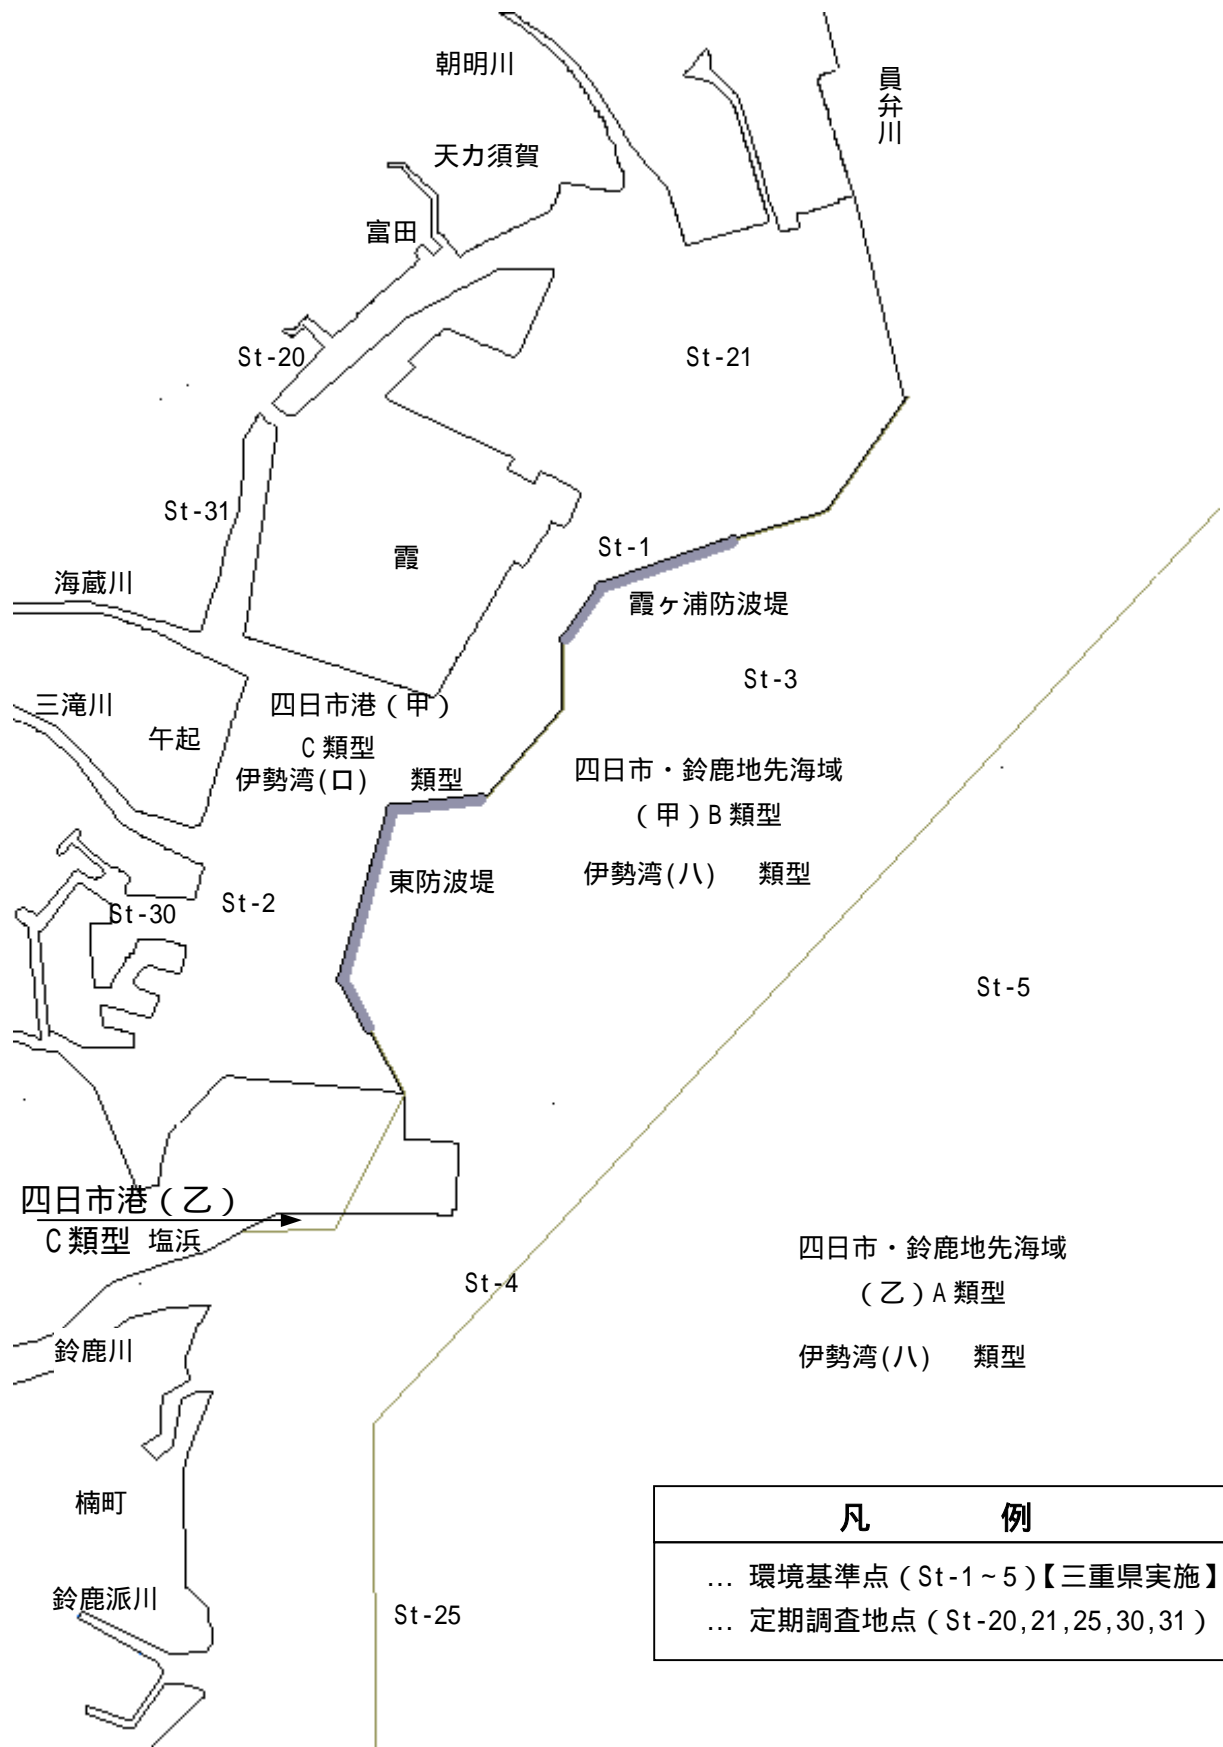 朝明川
員弁川
天カ須賀
富田
St-20
St-21
St-31
St-1
霞
海蔵川
霞ヶ浦防波堤
St-3
三滝川
四日市港（甲）
午起
C類型
伊勢湾(ロ)　類型
四日市・鈴鹿地先海域
（甲）B類型
伊勢湾(ハ)　類型
東防波堤
St-30
St-2
St-5
四日市港（乙）
C類型
塩浜
四日市・鈴鹿地先海域
（乙）A類型
伊勢湾(ハ)　類型
St-4
鈴鹿川
楠町
鈴鹿派川
St-25
凡　例
… 環境基準点（St-1~5）【三重県実施】
… 定期調査地点（St-20,21,25,30,31）